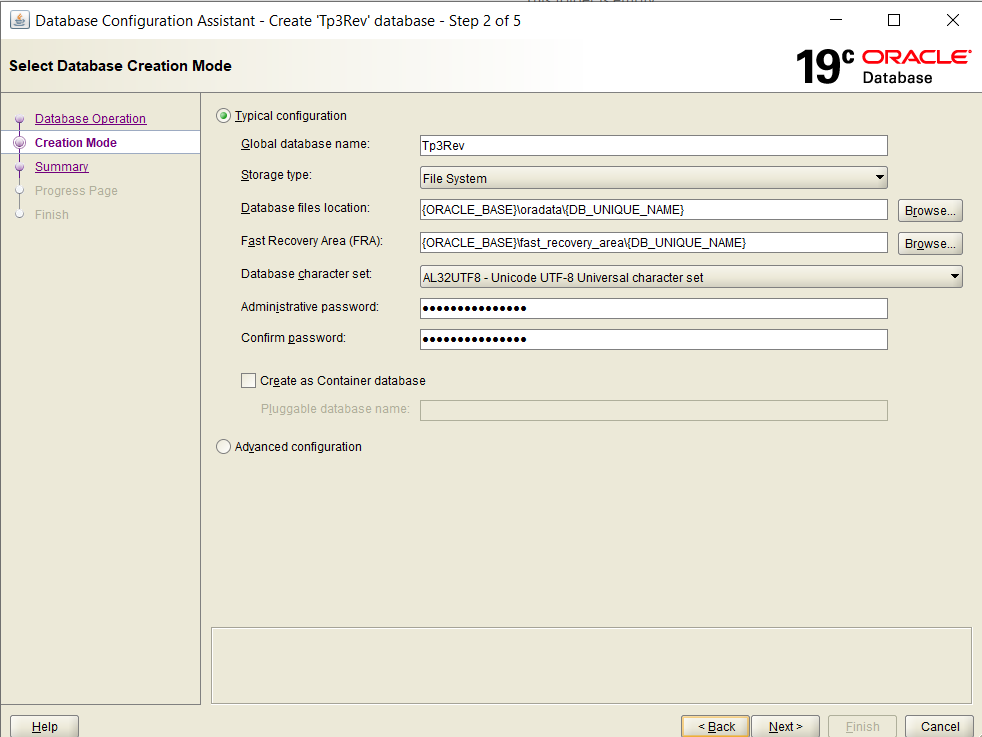 Database Configuration Assistant - Create 'Tp3Rev' database - Step 2 of 5
Select Database Creation Mode
19c ORACLE
Database
Database Operation
Creation Mode
Summary
Progress Page
Finish
Typical configuration
Global database name: Tp3Rev
Storage type: File System
Database files location: {ORACLE_BASE}\oradata\{DB_UNIQUE_NAME} Browse...
Fast Recovery Area (FRA): {ORACLE_BASE}\fast_recovery_area\{DB_UNIQUE_NAME} Browse...
Database character set: AL32UTF8 - Unicode UTF-8 Universal character set
Administrative password: •••••••••••••••
Confirm password: •••••••••••••••
Create as Container database
Pluggable database name:
Advanced configuration
Help < Back Next > Finish Cancel